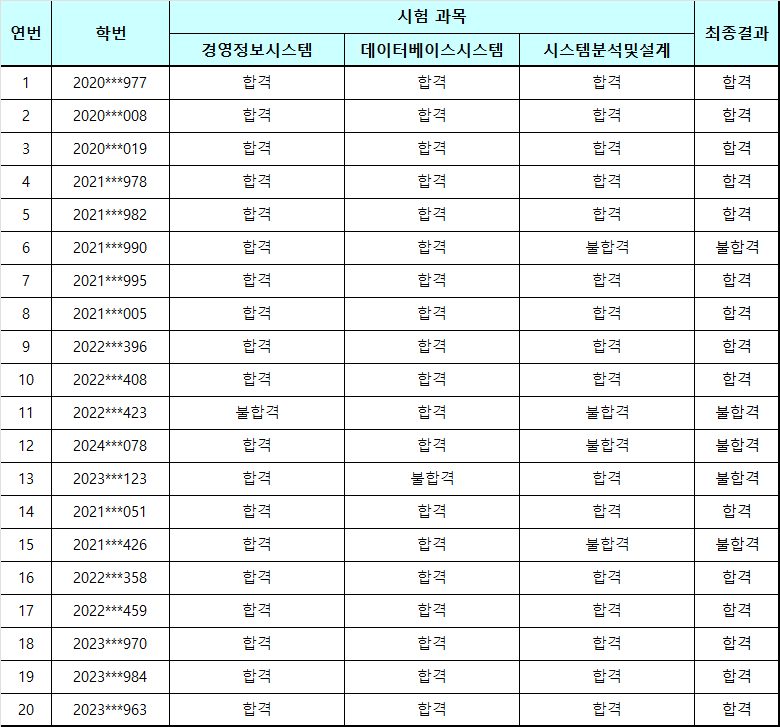 연번 학번 시험 과목 최종결과
경영정보시스템 데이터베이스시스템 시스템분석및설계
1 2020***977 합격 합격 합격 합격
2 2020***008 합격 합격 합격 합격
3 2020***019 합격 합격 합격 합격
4 2021***978 합격 합격 합격 합격
5 2021***982 합격 합격 합격 합격
6 2021***990 합격 합격 불합격 불합격
7 2021***995 합격 합격 합격 합격
8 2021***005 합격 합격 합격 합격
9 2022***396 합격 합격 합격 합격
10 2022***408 합격 합격 합격 합격
11 2022***423 불합격 합격 불합격 불합격
12 2024***078 합격 합격 불합격 불합격
13 2023***123 합격 불합격 합격 불합격
14 2021***051 합격 합격 합격 합격
15 2021***426 합격 합격 불합격 불합격
16 2022***358 합격 합격 합격 합격
17 2022***459 합격 합격 합격 합격
18 2023***970 합격 합격 합격 합격
19 2023***984 합격 합격 합격 합격
20 2023***963 합격 합격 합격 합격